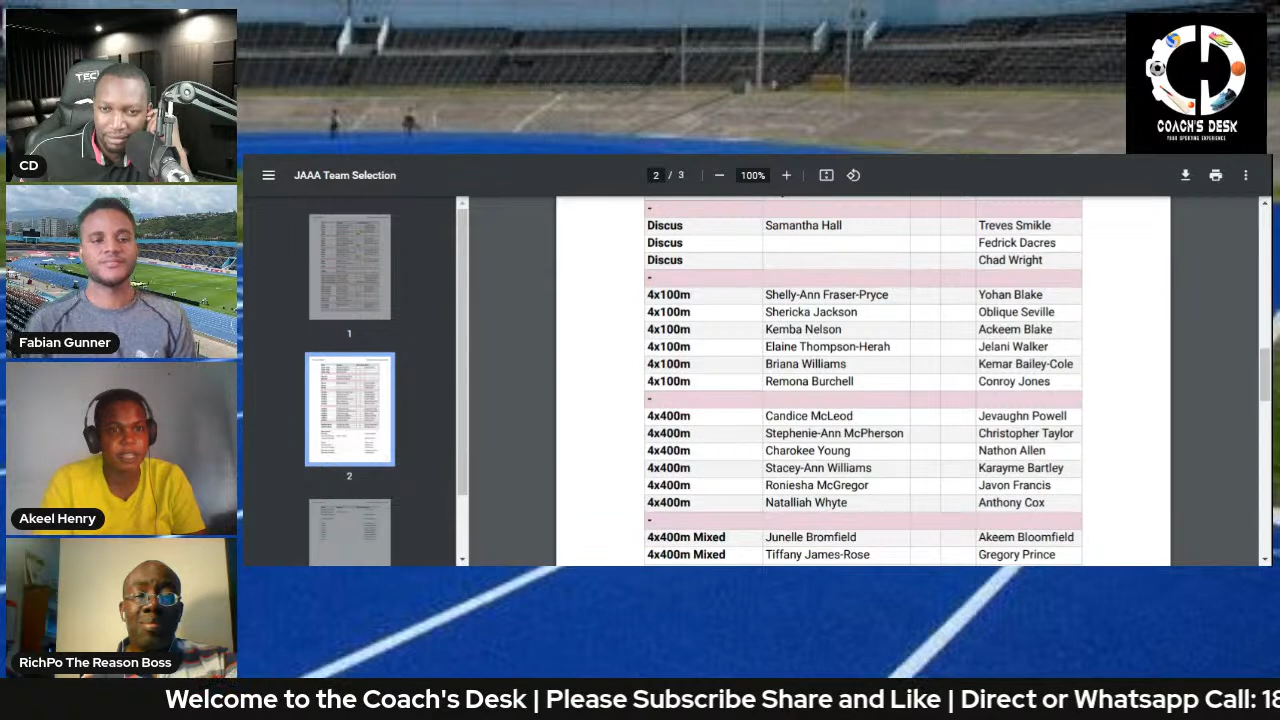 TEC
CD
Fabian Gunner
Akeel Henry
RichPo The Reason Boss
COACH'S DESK
YOUR SPORTING EXPERIENCE
JAAA Team Selection
2 / 3
100%
1
2
-
Discus Samantha Hall Treves Smikle
Discus Fedrick Dacres
Discus Chad Wright
-
4x100m Shelly-Ann Fraser-Pryce Yohan Blake
4x100m Shericka Jackson Oblique Seville
4x100m Kemba Nelson Ackeem Blake
4x100m Elaine Thompson-Herah Jelani Walker
4x100m Briana Williams Kemar Bailey-Cole
4x100m Remona Burchell Conroy Jones
-
4x400m Candice McLeod Jevaughn Powell
4x400m Stephenie-Ann McPherson Christopher Taylor
4x400m Charokee Young Nathon Allen
4x400m Stacey-Ann Williams Karayme Bartley
4x400m Roniesha McGregor Javon Francis
4x400m Natalliah Whyte Anthony Cox
-
4x400m Mixed Junelle Bromfield Akeem Bloomfield
4x400m Mixed Tiffany James-Rose Gregory Prince
Welcome to the Coach's Desk | Please Subscribe Share and Like | Direct or Whatsapp Call: 18